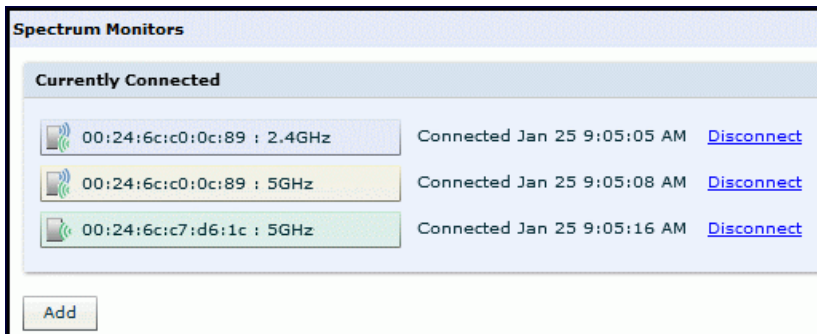 Spectrum Monitors
Currently Connected
00:24:6c:c0:0c:89 : 2.4GHz Connected Jan 25 9:05:05 AM Disconnect
00:24:6c:c0:0c:89 : 5GHz Connected Jan 25 9:05:08 AM Disconnect
00:24:6c:c7:d6:1c : 5GHz Connected Jan 25 9:05:16 AM Disconnect
Add